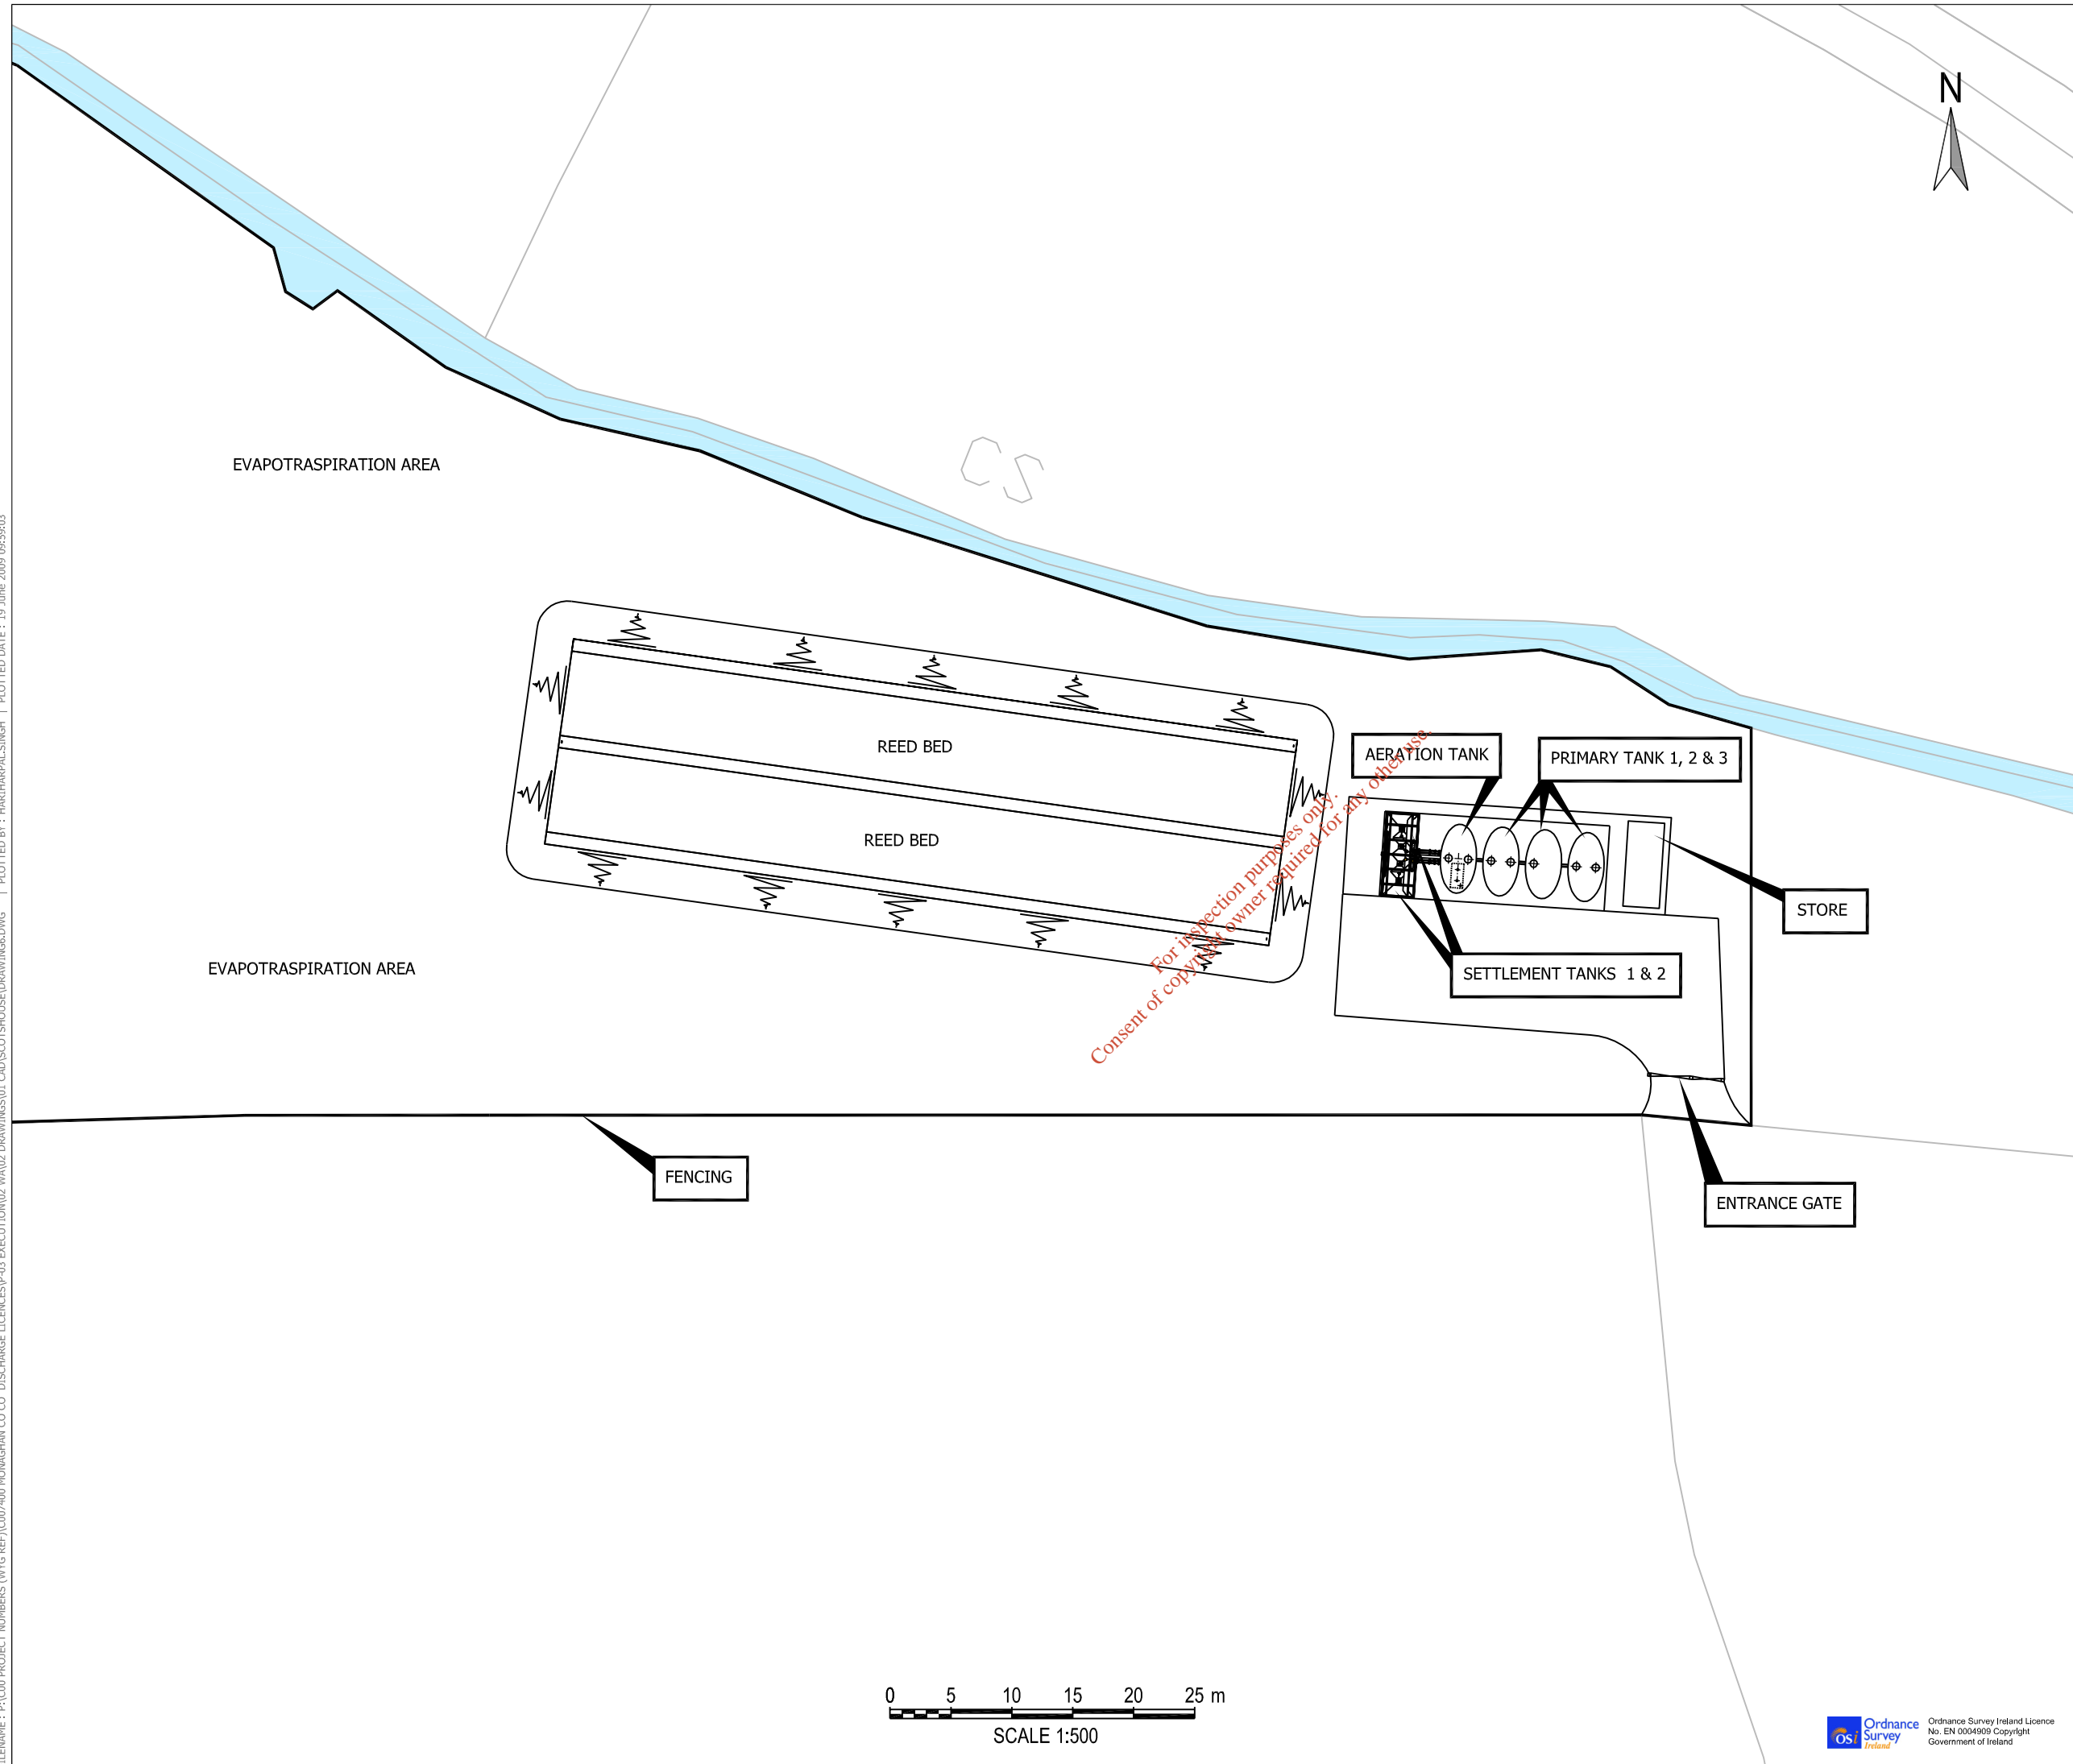 N
CS
EVAPOTRASPIRATION AREA
REED BED
REED BED
AERATION TANK
PRIMARY TANK 1, 2 & 3
STORE
SETTLEMENT TANKS 1 & 2
EVAPOTRASPIRATION AREA
For inspection purposes only.
Consent of copyright owner required for any other use.
FENCING
ENTRANCE GATE
0 5 10 15 20 25 m
SCALE 1:500
OSi Ordnance Survey Ireland
Ordnance Survey Ireland Licence
No. EN 0004909 Copyright
Government of Ireland